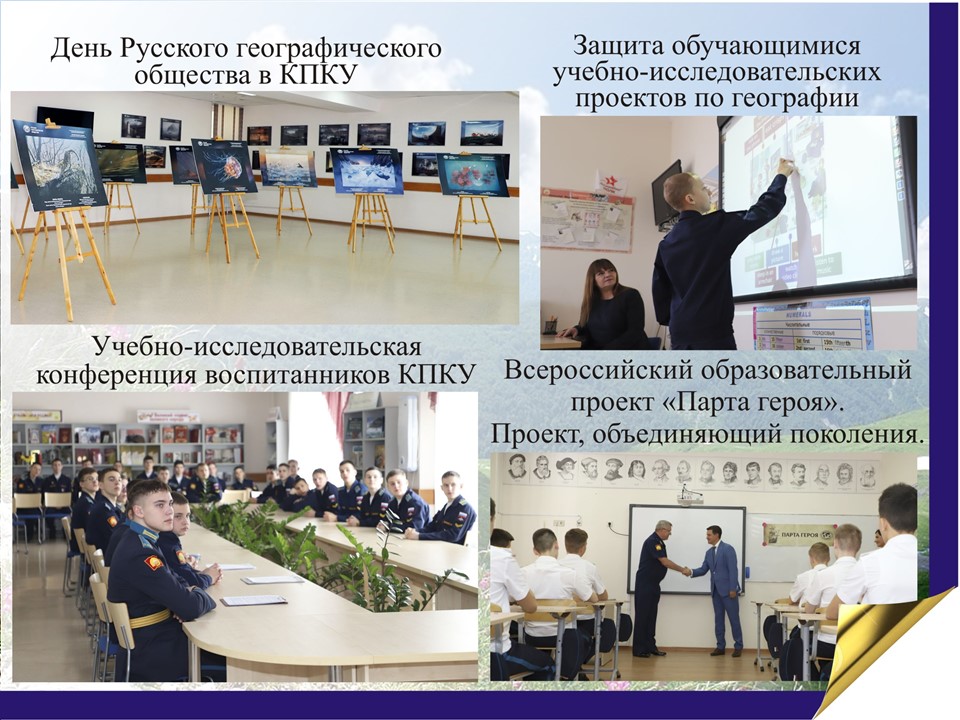 День Русского географического
общества в КПКУ
Защита обучающимися
учебно-исследовательских
проектов по географии
NUMERALS
Учебно-исследовательская
конференция воспитанников КПКУ
Всероссийский образовательный
проект «Парта героя».
Проект, объединяющий поколения.
ПАРТА ГЕРОЯ